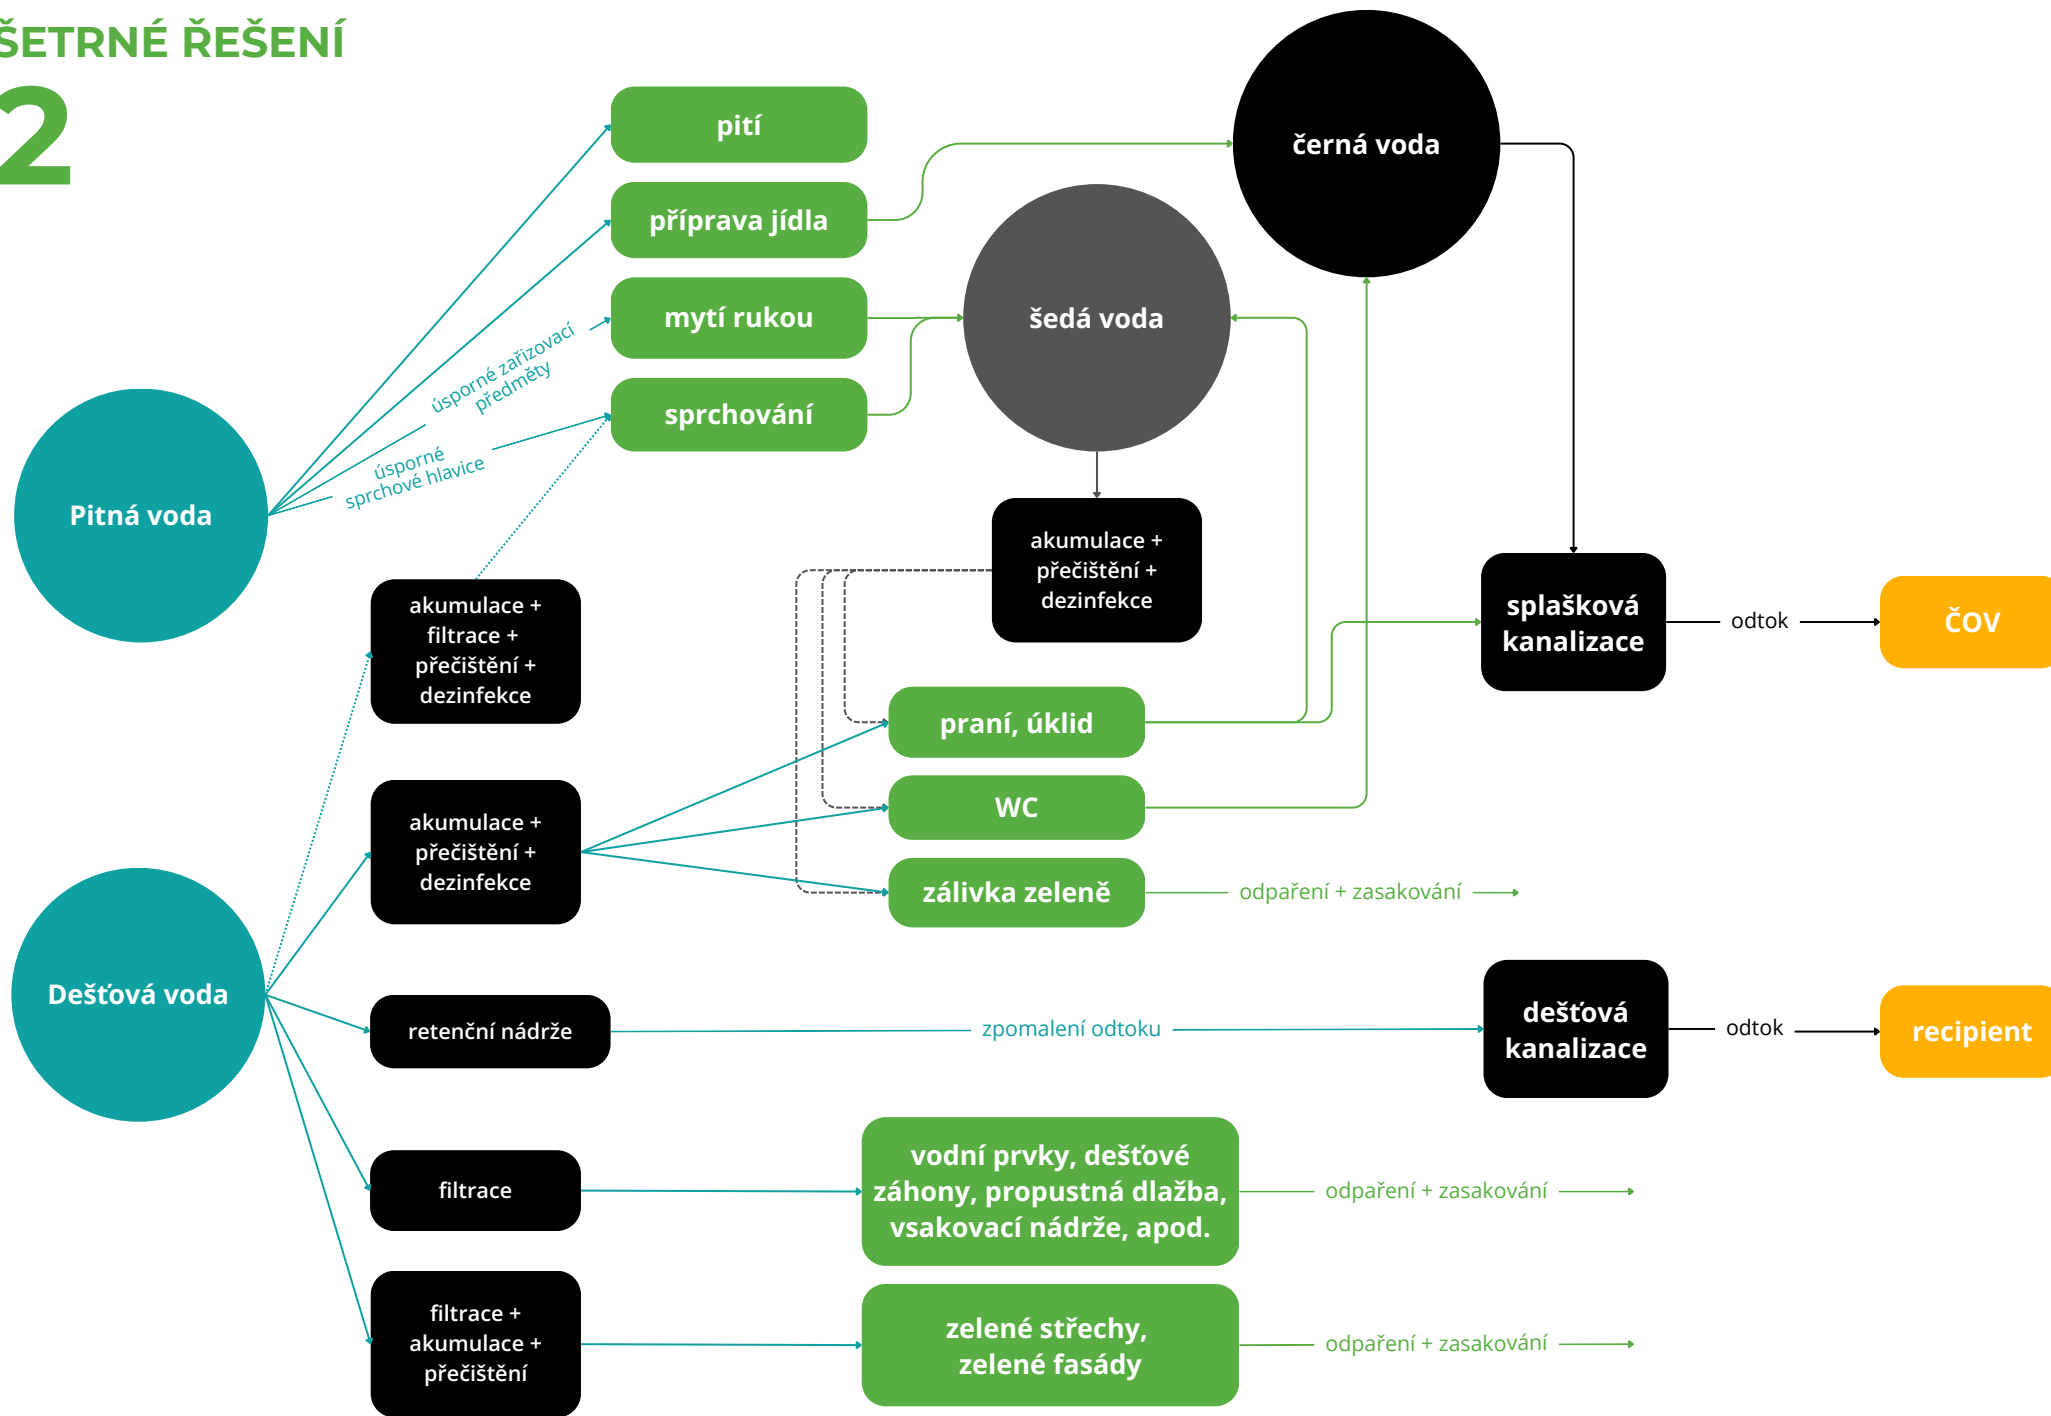 ŠETRNÉ ŘEŠENÍ
2
pití
příprava jídla
mytí rukou
sprchování
černá voda
šedá voda
úsporné zařizovací
předměty
úsporné
sprchové hlavice
Pitná voda
akumulace +
přečištění +
dezinfekce
akumulace +
filtrace +
přečištění +
dezinfekce
splašková
kanalizace
odtok
ČOV
praní, úklid
WC
zálivka zeleně
odpaření + zasakování
akumulace +
přečištění +
dezinfekce
Dešťová voda
retenční nádrže
zpomalení odtoku
dešťová
kanalizace
odtok
recipient
filtrace
vodní prvky, dešťové
záhony, propustná dlažba,
vsakovací nádrže, apod.
odpaření + zasakování
filtrace +
akumulace +
přečištění
zelené střechy,
zelené fasády
odpaření + zasakování